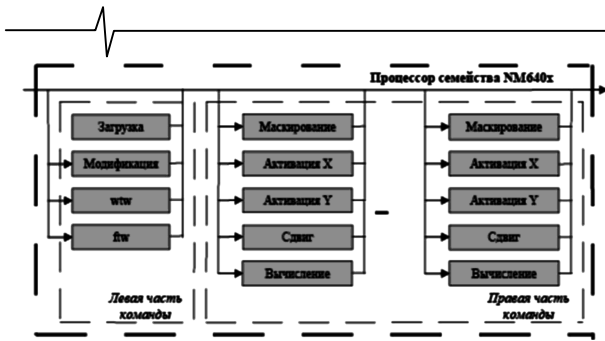 Процессор семейства NM640x
Загрузка
Модификация
wtw
ftw
Маскирование
Активация X
Активация Y
Сдвиг
Вычисление
Маскирование
Активация X
Активация Y
Сдвиг
Вычисление
Левая часть
команды
Правая часть
команды